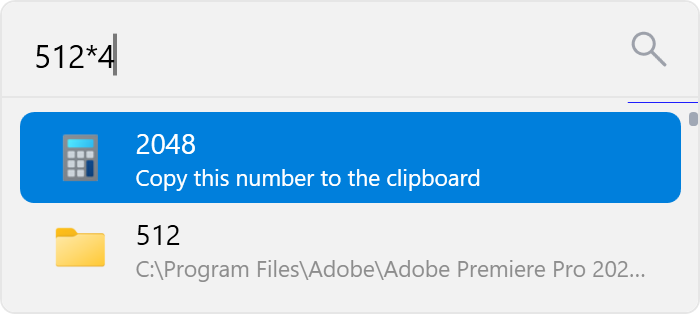 512*4
2048
Copy this number to the clipboard
512
C:\Program Files\Adobe\Adobe Premiere Pro 202...